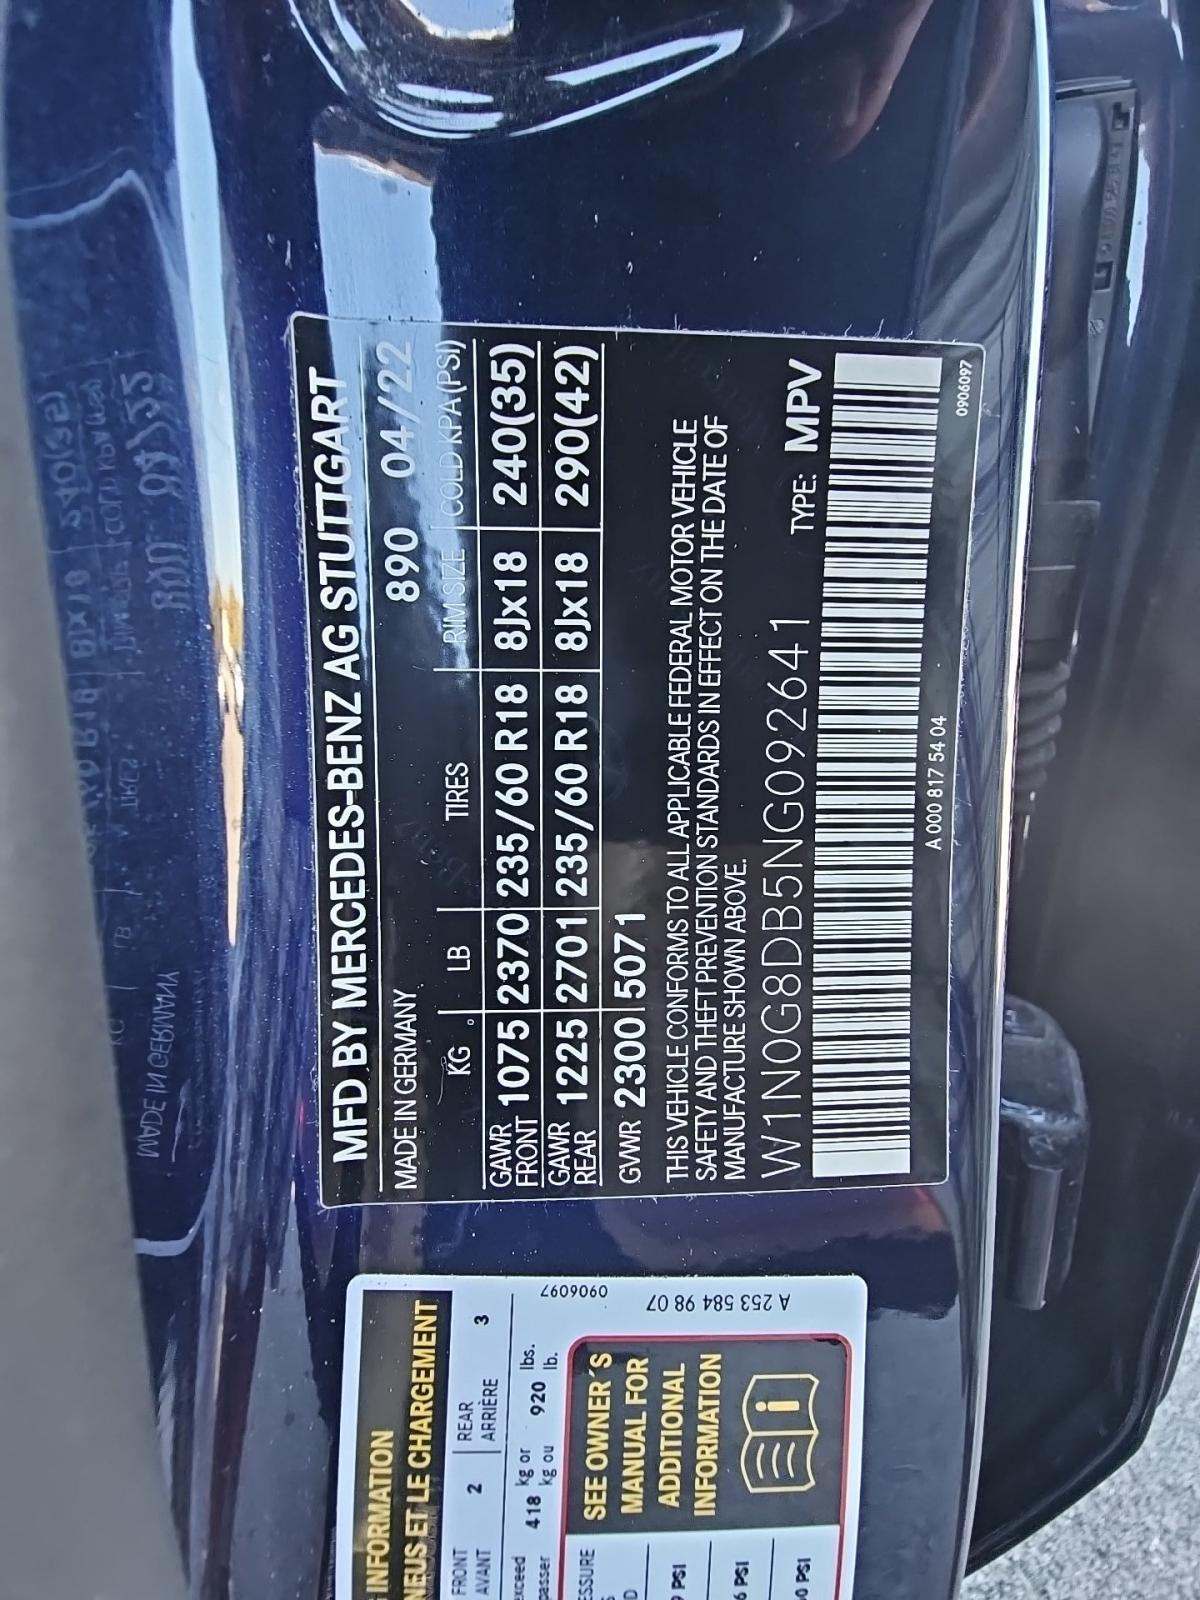 MFD BY MERCEDES-BENZ AG STUTTGART
MADE IN GERMANY 890 04/22
KG LB TIRES RIM SIZE COLD KPA (PSI)
GAWR FRONT 1075 2370 235/60 R18 8Jx18 240(35)
GAWR REAR 1225 2701 235/60 R18 8Jx18 290(42)
GVWR 2300 5071
THIS VEHICLE CONFORMS TO ALL APPLICABLE FEDERAL MOTOR VEHICLE
SAFETY AND THEFT PREVENTION STANDARDS IN EFFECT ON THE DATE OF
MANUFACTURE SHOWN ABOVE.
W1N0G8DB5NG092641 TYPE: MPV
A 000 817 54 04 0906097
INFORMATION
LE CHARGEMENT
FRONT 2 REAR 3
AVANT ARRIÈRE
418 kg or 920 lbs.
kg ou lb.
SEE OWNER'S
MANUAL FOR
ADDITIONAL
INFORMATION
0906097
A 253 584 98 07